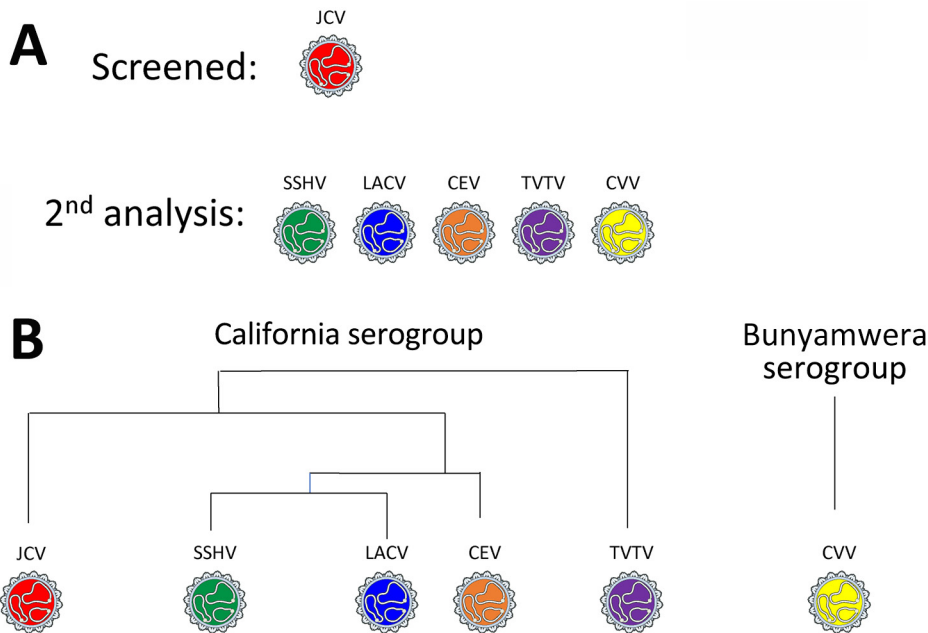 A
JCV
Screened:
SSHV LACV CEV TVTV CVV
2nd analysis:
B
California serogroup
Bunyamwera
serogroup
JCV SSHV LACV CEV TVTV CVV